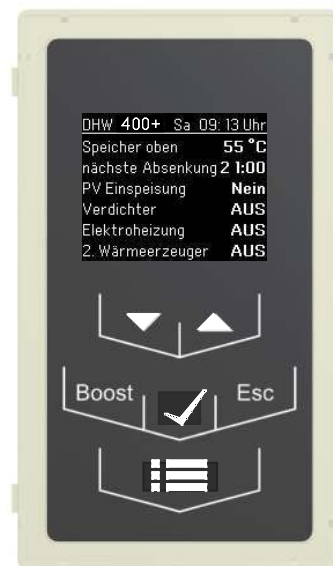 DHW 400+ Sa 09:13 Uhr
Speicher oben 55 °C
nächste Absenkung 21:00
PV Einspeisung Nein
Verdichter AUS
Elektroheizung AUS
2. Wärmeerzeuger AUS
Boost Esc